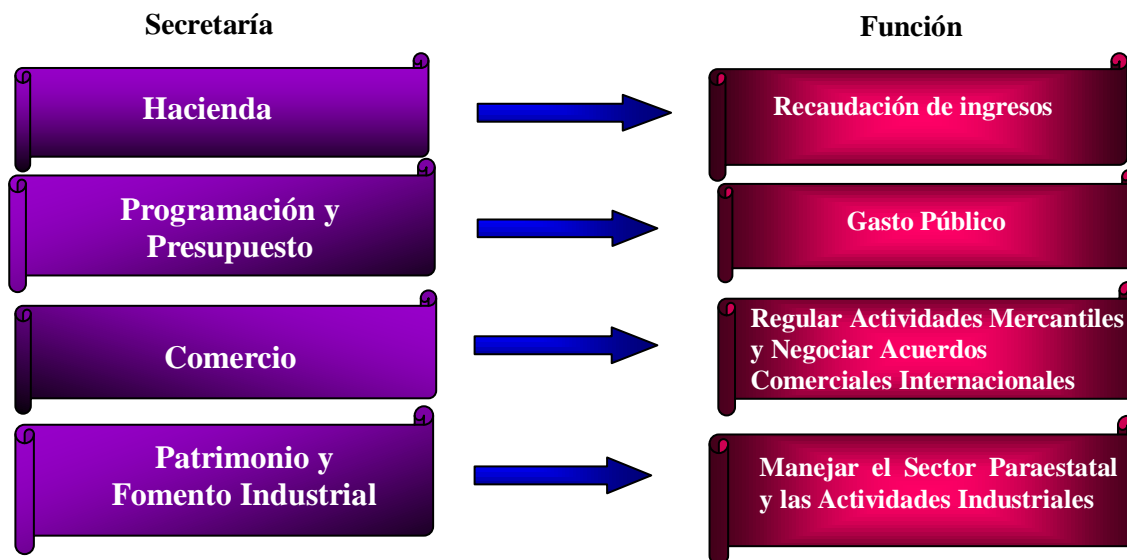 Secretaría
Función
Hacienda
Recaudación de ingresos
Programación y
Presupuesto
Gasto Público
Comercio
Regular Actividades Mercantiles
y Negociar Acuerdos
Comerciales Internacionales
Patrimonio y
Fomento Industrial
Manejar el Sector Paraestatal
y las Actividades Industriales